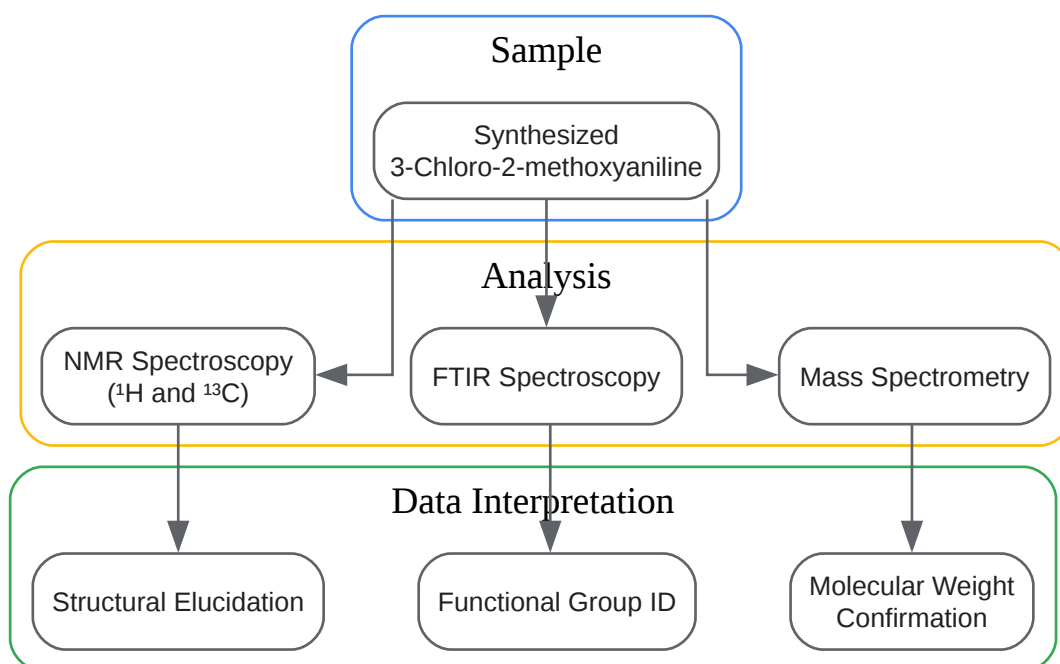 Sample
Synthesized
3-Chloro-2-methoxyaniline
Analysis
NMR Spectroscopy
(¹H and ¹³C)
FTIR Spectroscopy
Mass Spectrometry
Data Interpretation
Structural Elucidation
Functional Group ID
Molecular Weight
Confirmation